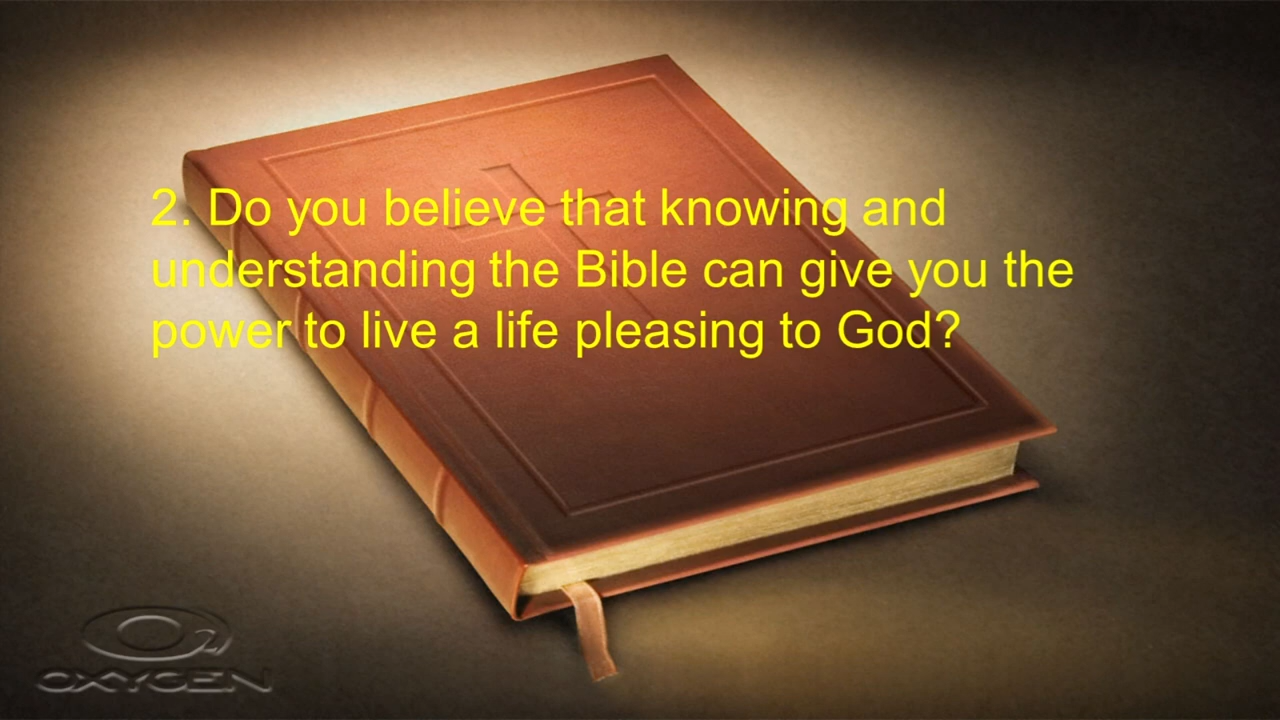 2. Do you believe that knowing and
understanding the Bible can give you the
power to live a life pleasing to God?
O2
OXYGEN